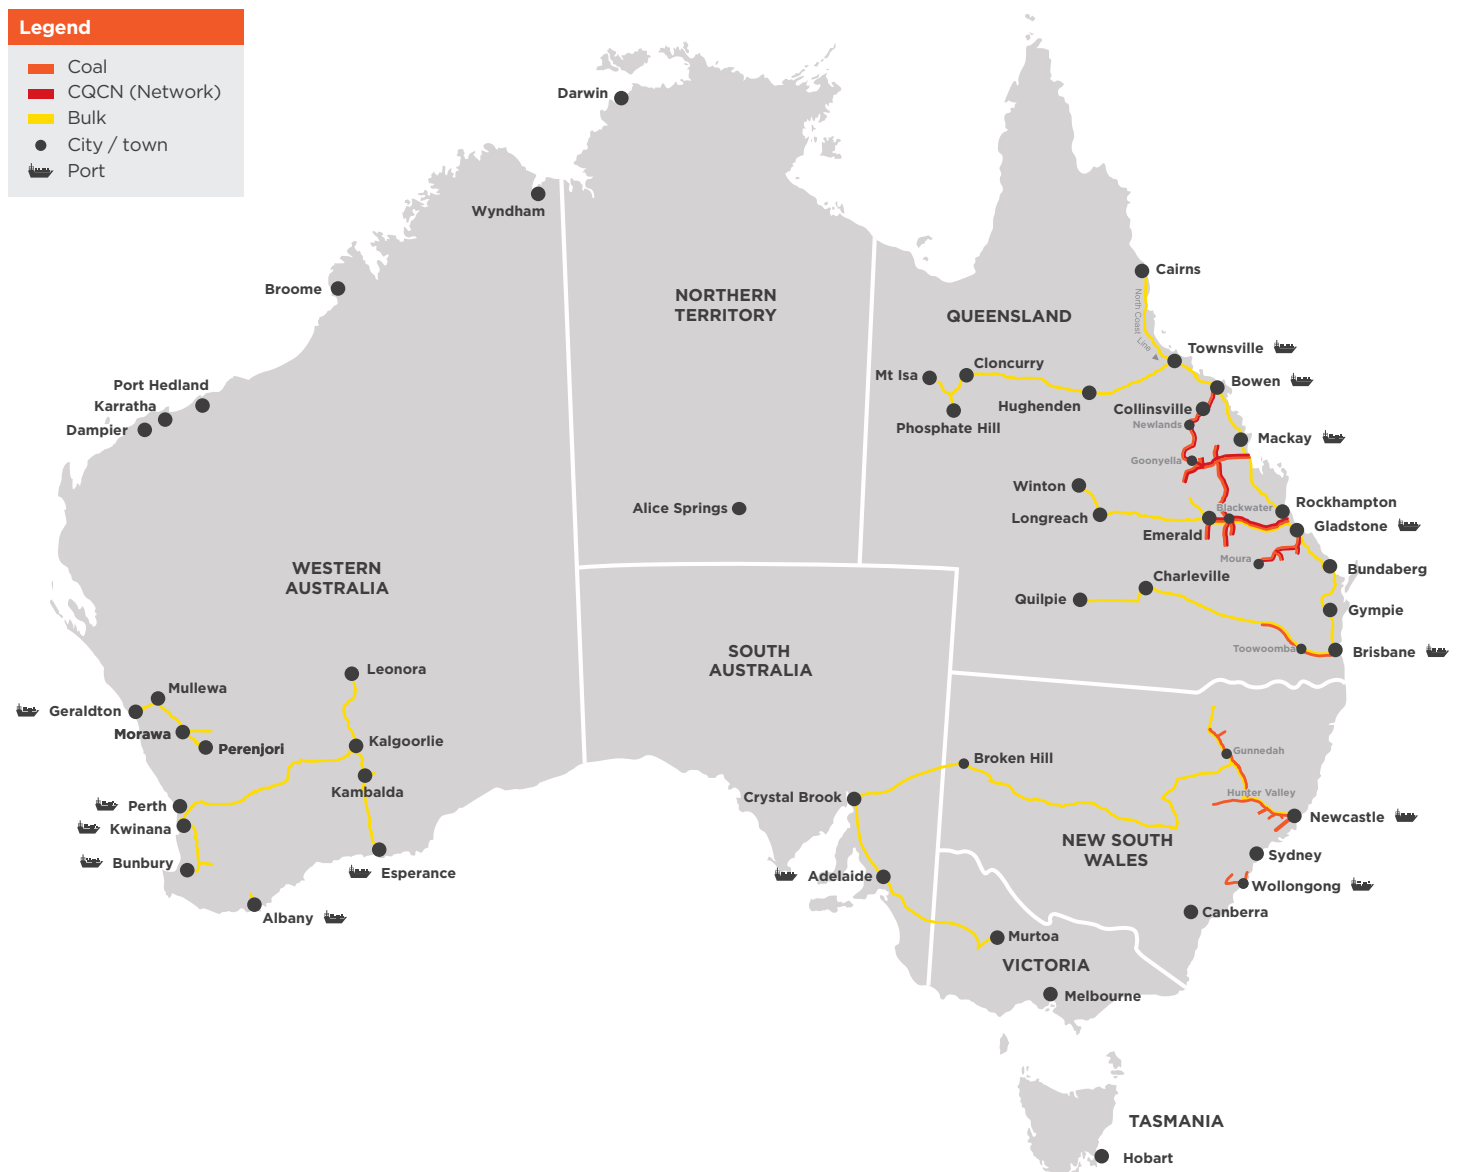 Legend
Coal
CQCN (Network)
Bulk
City / town
Port
Darwin
Wyndham
Broome
Port Hedland
Karratha
Dampier
NORTHERN
TERRITORY
Alice Springs
WESTERN
AUSTRALIA
SOUTH
AUSTRALIA
QUEENSLAND
Cairns
North Coast Line
Townsville
Bowen
Cloncurry
Mt Isa
Hughenden
Phosphate Hill
Collinsville
Newlands
Mackay
Goonyella
Winton
Longreach
Rockhampton
Blackwater
Gladstone
Emerald
Moura
Bundaberg
Charleville
Quilpie
Gympie
Toowoomba
Brisbane
Leonora
Mullewa
Geraldton
Morawa
Perenjori
Kalgoorlie
Kambalda
Perth
Kwinana
Bunbury
Esperance
Albany
Broken Hill
Crystal Brook
Gunnedah
Hunter Valley
Newcastle
NEW SOUTH
WALES
Sydney
Adelaide
Wollongong
Canberra
Murtoa
VICTORIA
Melbourne
TASMANIA
Hobart